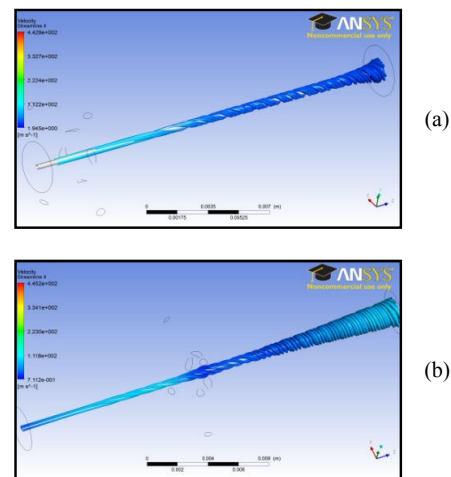 Velocity
Streamline 4
4.429e+002
3.327e+002
2.224e+002
1.122e+002
1.945e+000
[m s^-1]
ANSYS
Noncommercial use only
0
0.0035
0.007 (m)
0.00175
0.00525
(a)
Velocity
Streamline 4
4.452e+002
3.341e+002
2.230e+002
1.118e+002
7.112e-001
[m s^-1]
ANSYS
Noncommercial use only
0
0.004
0.008 (m)
0.002
0.006
(b)